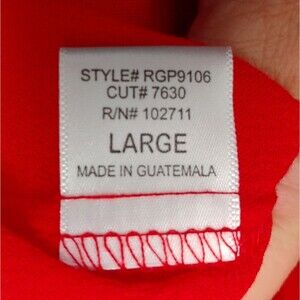 STYLE# RGP9106
CUT# 7630
R/N# 102711
LARGE
MADE IN GUATEMALA